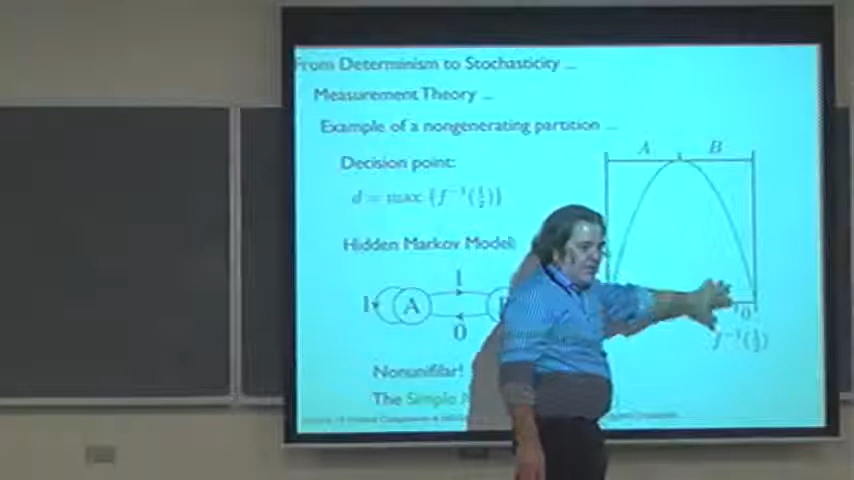 From Determinism to Stochasticity ...
Measurement Theory ...
Example of a nongenerating partition ...
Decision point:
d = max {f⁻¹(1/2)}
Hidden Markov Model:
1 A 1 0
Nonunifilar!
The Simple
A B
0
f⁻¹(1/2)